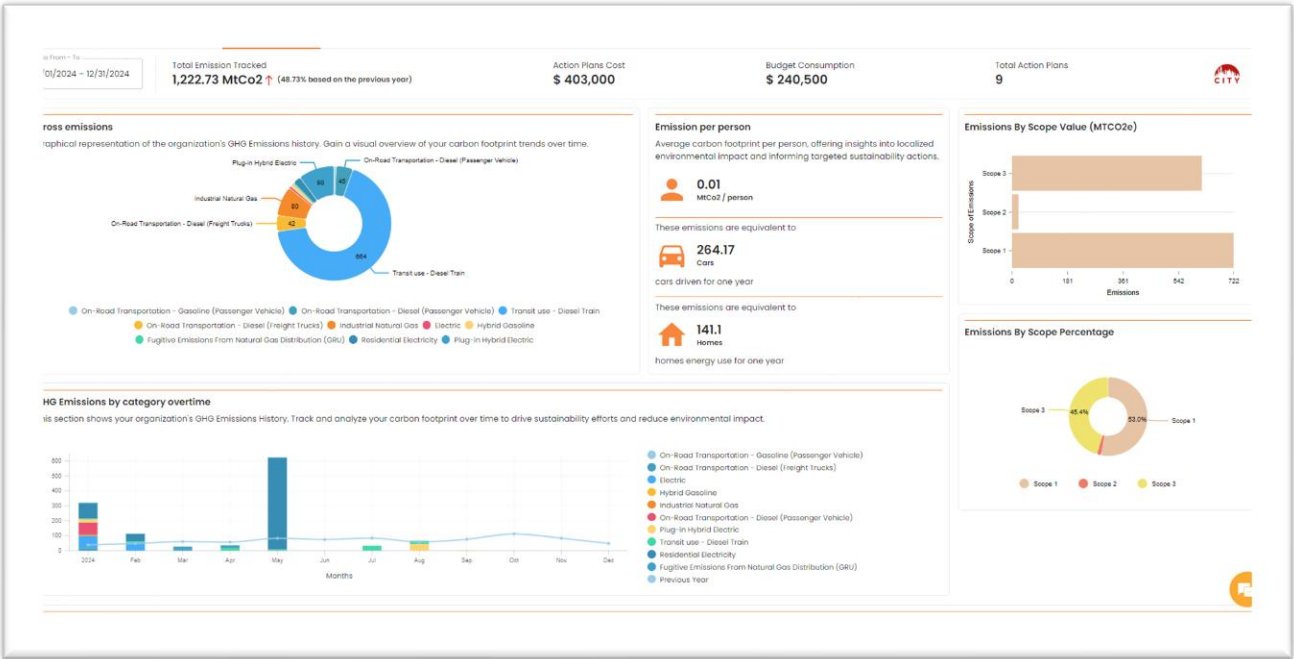 '01/2024 – 12/31/2024
Total Emission Tracked
1,222.73 MtCo2 ↑ (48.73% based on the previous year)
Action Plans Cost
$ 403,000
Budget Consumption
$ 240,500
Total Action Plans
9
CITY
ross emissions
raphical representation of the organization's GHG Emissions history. Gain a visual overview of your carbon footprint trends over time.
Plug-in Hybrid Electric
On-Road Transportation - Diesel (Passenger Vehicle)
Industrial Natural Gas
On-Road Transportation - Diesel (Freight Trucks)
Transit use - Diesel Train
80
42
664
On-Road Transportation - Gasoline (Passenger Vehicle)
On-Road Transportation - Diesel (Passenger Vehicle)
Transit use - Diesel Train
On-Road Transportation - Diesel (Freight Trucks)
Industrial Natural Gas
Electric
Hybrid Gasoline
Fugitive Emissions From Natural Gas Distribution (GRU)
Residential Electricity
Plug-in Hybrid Electric
Emission per person
Average carbon footprint per person, offering insights into localized
environmental impact and informing targeted sustainability actions.
0.01
MtCo2 / person
These emissions are equivalent to
264.17
Cars
cars driven for one year
These emissions are equivalent to
141.1
Homes
homes energy use for one year
Emissions By Scope Value (MTCO2e)
Scope of Emissions
Scope 3
Scope 2
Scope 1
0
181
361
542
722
Emissions
Emissions By Scope Percentage
Scope 3
45.4%
53.0%
Scope 1
Scope 1
Scope 2
Scope 3
HG Emissions by category overtime
is section shows your organization's GHG Emissions History. Track and analyze your carbon footprint over time to drive sustainability efforts and reduce environmental impact.
600
500
400
300
200
100
0
2024
Feb
Mar
Apr
May
Jun
Jul
Aug
Sep
Oct
Nov
Dec
Months
On-Road Transportation - Gasoline (Passenger Vehicle)
On-Road Transportation - Diesel (Freight Trucks)
Electric
Hybrid Gasoline
Industrial Natural Gas
On-Road Transportation - Diesel (Passenger Vehicle)
Plug-in Hybrid Electric
Transit use - Diesel Train
Residential Electricity
Fugitive Emissions From Natural Gas Distribution (GRU)
Previous Year